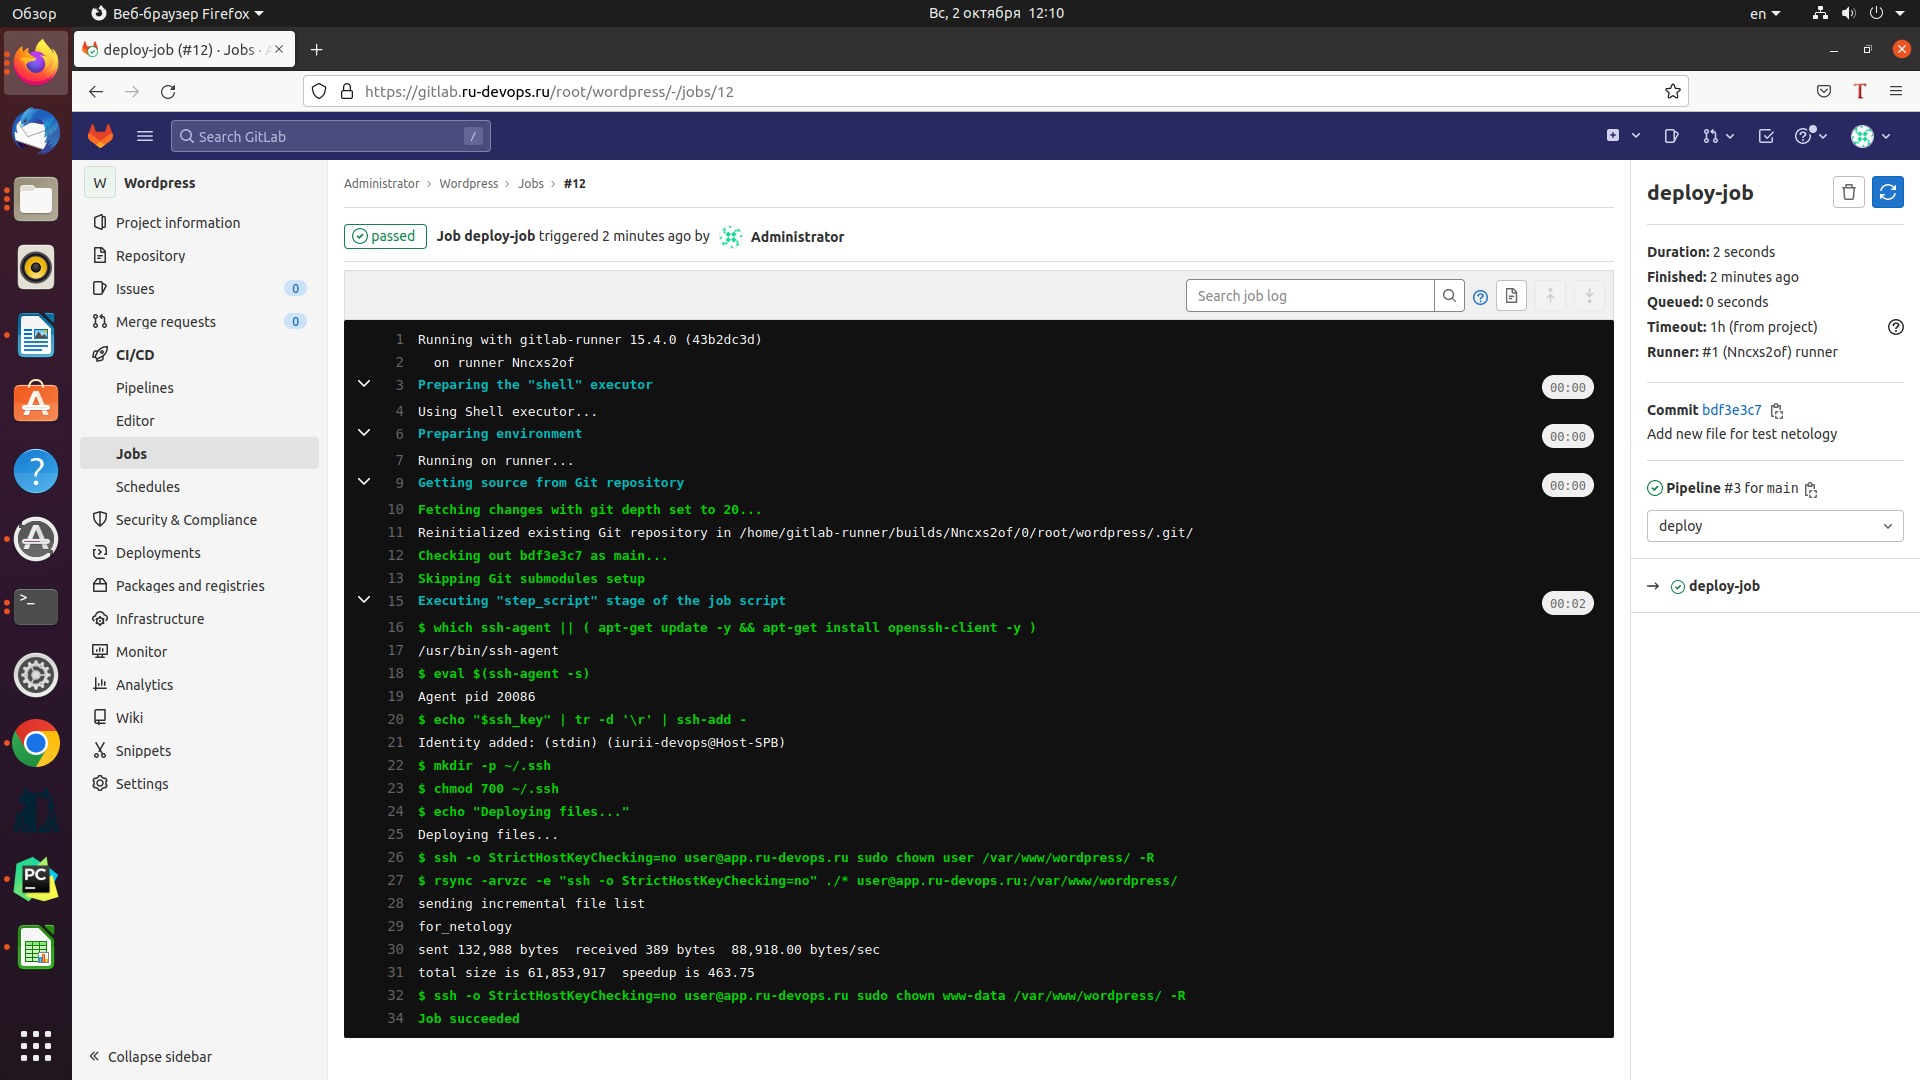 Обзор
Веб-браузер Firefox
Вс, 2 октября 12:10
en
deploy-job (#12) · Jobs ·
https://gitlab.ru-devops.ru/root/wordpress/-/jobs/12
T
Search GitLab
/
W Wordpress
Project information
Repository
Issues 0
Merge requests 0
CI/CD
Pipelines
Editor
Jobs
Schedules
Security & Compliance
Deployments
Packages and registries
Infrastructure
Monitor
Analytics
Wiki
Snippets
Settings
Collapse sidebar
Administrator › Wordpress › Jobs › #12
passed Job deploy-job triggered 2 minutes ago by Administrator
Search job log
1 Running with gitlab-runner 15.4.0 (43b2dc3d)
2 on runner Nncxs2of
3 Preparing the "shell" executor 00:00
4 Using Shell executor...
6 Preparing environment 00:00
7 Running on runner...
9 Getting source from Git repository 00:00
10 Fetching changes with git depth set to 20...
11 Reinitialized existing Git repository in /home/gitlab-runner/builds/Nncxs2of/0/root/wordpress/.git/
12 Checking out bdf3e3c7 as main...
13 Skipping Git submodules setup
15 Executing "step_script" stage of the job script 00:02
16 $ which ssh-agent || ( apt-get update -y && apt-get install openssh-client -y )
17 /usr/bin/ssh-agent
18 $ eval $(ssh-agent -s)
19 Agent pid 20086
20 $ echo "$ssh_key" | tr -d '\r' | ssh-add -
21 Identity added: (stdin) (iurii-devops@Host-SPB)
22 $ mkdir -p ~/.ssh
23 $ chmod 700 ~/.ssh
24 $ echo "Deploying files..."
25 Deploying files...
26 $ ssh -o StrictHostKeyChecking=no user@app.ru-devops.ru sudo chown user /var/www/wordpress/ -R
27 $ rsync -arvzc -e "ssh -o StrictHostKeyChecking=no" ./* user@app.ru-devops.ru:/var/www/wordpress/
28 sending incremental file list
29 for_netology
30 sent 132,988 bytes received 389 bytes 88,918.00 bytes/sec
31 total size is 61,853,917 speedup is 463.75
32 $ ssh -o StrictHostKeyChecking=no user@app.ru-devops.ru sudo chown www-data /var/www/wordpress/ -R
34 Job succeeded
deploy-job
Duration: 2 seconds
Finished: 2 minutes ago
Queued: 0 seconds
Timeout: 1h (from project)
Runner: #1 (Nncxs2of) runner
Commit bdf3e3c7
Add new file for test netology
Pipeline #3 for main
deploy
→ deploy-job